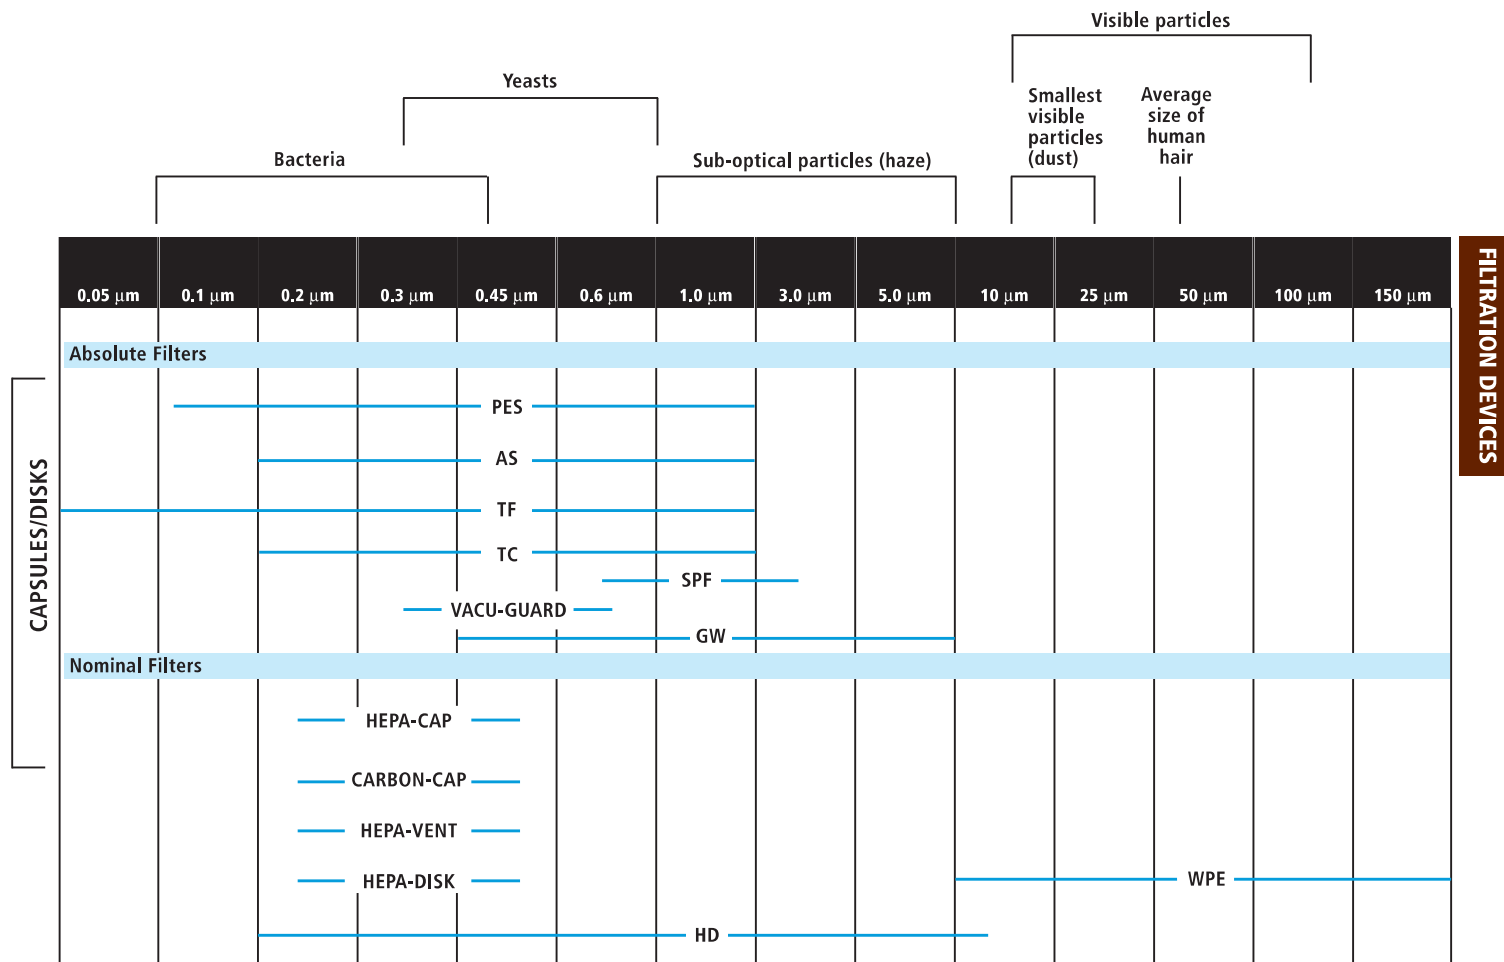 Visible particles
Yeasts
Smallest
visible
particles
(dust)
Average
size of
human
hair
Bacteria
Sub-optical particles (haze)
0.05 μm 0.1 μm 0.2 μm 0.3 μm 0.45 μm 0.6 μm 1.0 μm 3.0 μm 5.0 μm 10 μm 25 μm 50 μm 100 μm 150 μm
FILTRATION DEVICES
Absolute Filters
CAPSULES/DISKS
PES
AS
TF
TC
SPF
VACU-GUARD
GW
Nominal Filters
HEPA-CAP
CARBON-CAP
HEPA-VENT
HEPA-DISK
WPE
HD